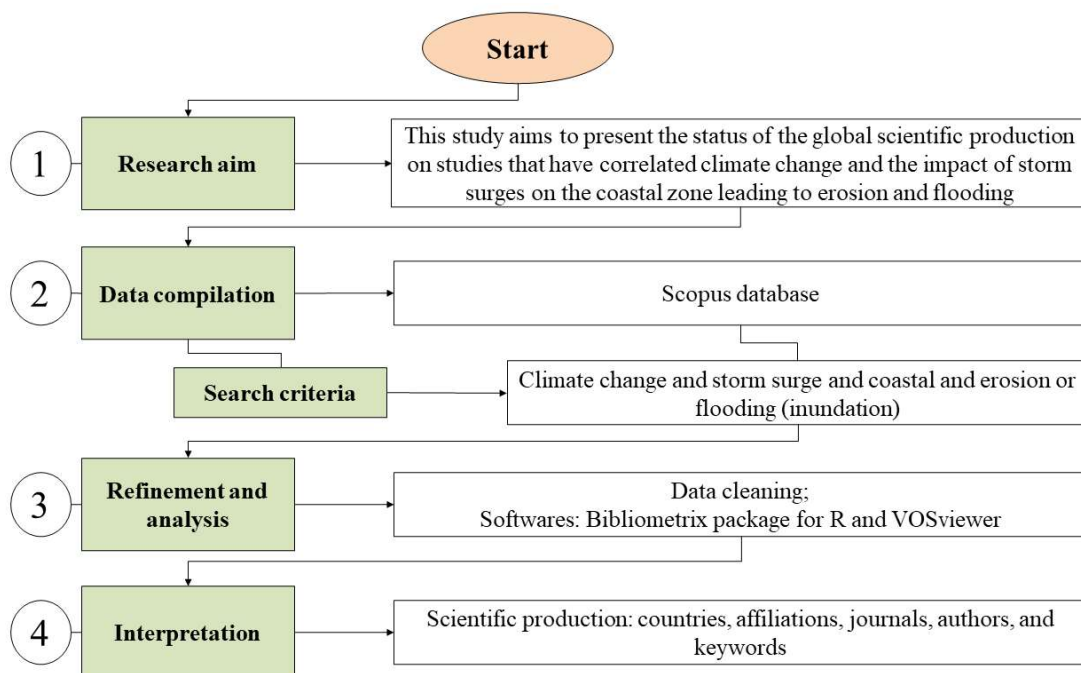 Start
1
Research aim
This study aims to present the status of the global scientific production
on studies that have correlated climate change and the impact of storm
surges on the coastal zone leading to erosion and flooding
2
Data compilation
Scopus database
Search criteria
Climate change and storm surge and coastal and erosion or
flooding (inundation)
3
Refinement and
analysis
Data cleaning;
Softwares: Bibliometrix package for R and VOSviewer
4
Interpretation
Scientific production: countries, affiliations, journals, authors, and
keywords